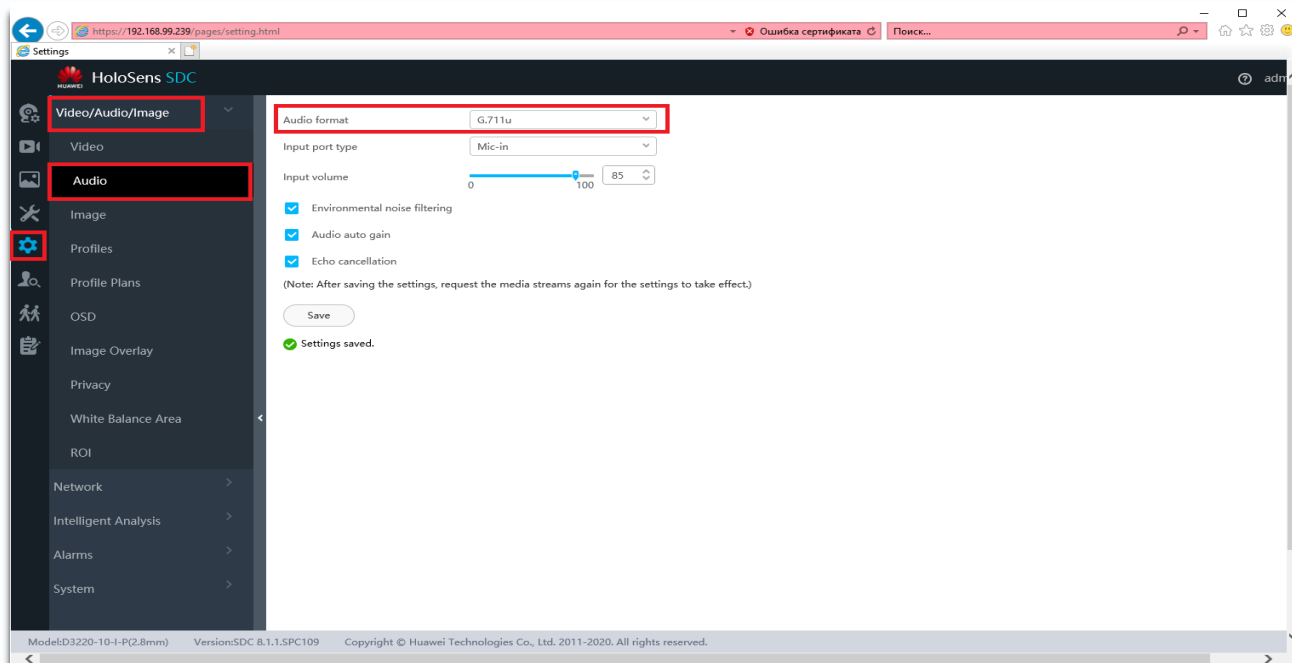 https://192.168.99.239/pages/setting.html
Ошибка сертификата
Поиск...
Settings
HUAWEI
HoloSens SDC
Video/Audio/Image
Video
Audio
Image
Profiles
Profile Plans
OSD
Image Overlay
Privacy
White Balance Area
ROI
Network
Intelligent Analysis
Alarms
System
Audio format G.711u
Input port type Mic-in
Input volume 0 100 85
Environmental noise filtering
Audio auto gain
Echo cancellation
(Note: After saving the settings, request the media streams again for the settings to take effect.)
Save
Settings saved.
Model:D3220-10-I-P(2.8mm) Version:SDC 8.1.1.SPC109 Copyright © Huawei Technologies Co., Ltd. 2011-2020. All rights reserved.